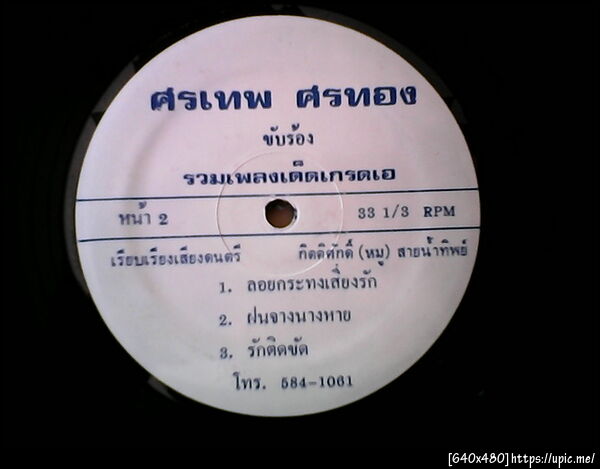 ศรเทพ ศรทอง
ขับร้อง
รวมเพลงเด็ดเกรดเอ
หน้า 2 33 1/3 RPM
เรียบเรียงเสียงดนตรี กิตติศักดิ์ (หมู) สายน้ำทิพย์
1. ลอยกระทงเสี่ยงรัก
2. ฝนจางนางหาย
3. รักติดขัด
โทร. 584-1061
[640x480]https://upic.me/